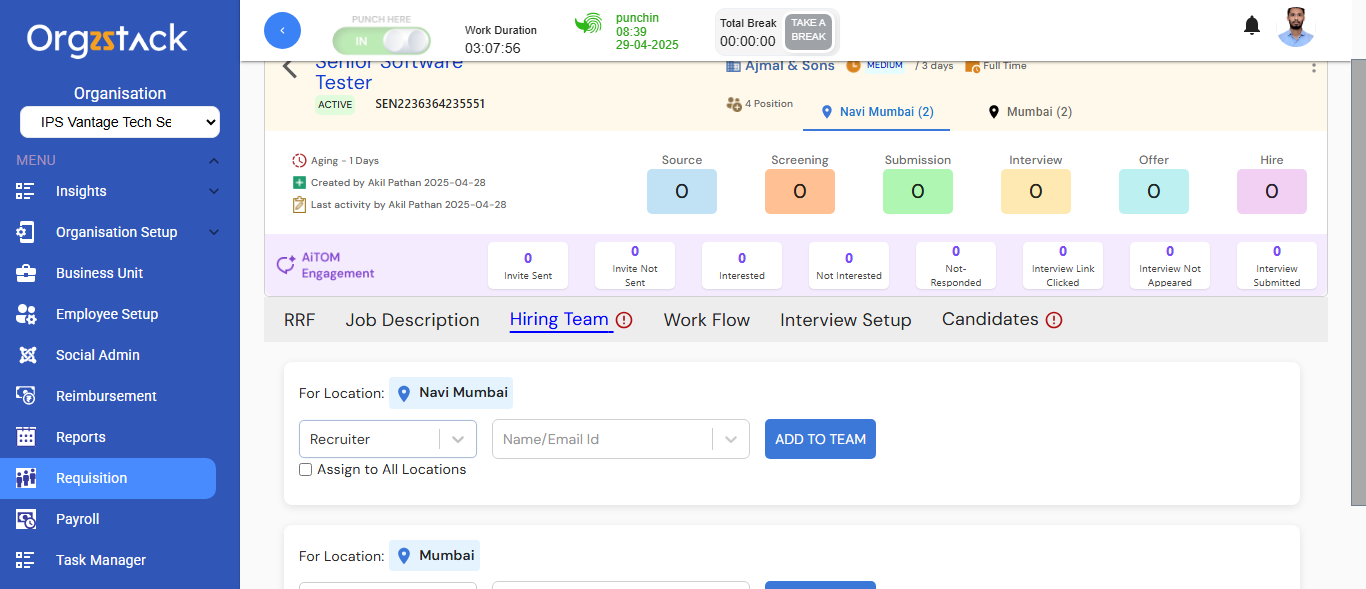 Orgzstack
Organisation
IPS Vantage Tech Se
MENU
Insights
Organisation Setup
Business Unit
Employee Setup
Social Admin
Reimbursement
Reports
Requisition
Payroll
Task Manager
PUNCH HERE
IN
Work Duration
03:07:56
punchin
08:39
29-04-2025
Total Break
00:00:00
TAKE A
BREAK
Senior Software
Tester
ACTIVE
SEN2236364235551
Ajmal & Sons
MEDIUM
/ 3 days
Full Time
4 Position
Navi Mumbai (2)
Mumbai (2)
Aging - 1 Days
Created by Akil Pathan 2025-04-28
Last activity by Akil Pathan 2025-04-28
Source
0
Screening
0
Submission
0
Interview
0
Offer
0
Hire
0
AiTOM
Engagement
0
Invite Sent
0
Invite Not
Sent
0
Interested
0
Not Interested
0
Not-
Responded
0
Interview Link
Clicked
0
Interview Not
Appeared
0
Interview
Submitted
RRF
Job Description
Hiring Team
Work Flow
Interview Setup
Candidates
For Location: Navi Mumbai
Recruiter
Name/Email Id
ADD TO TEAM
Assign to All Locations
For Location: Mumbai